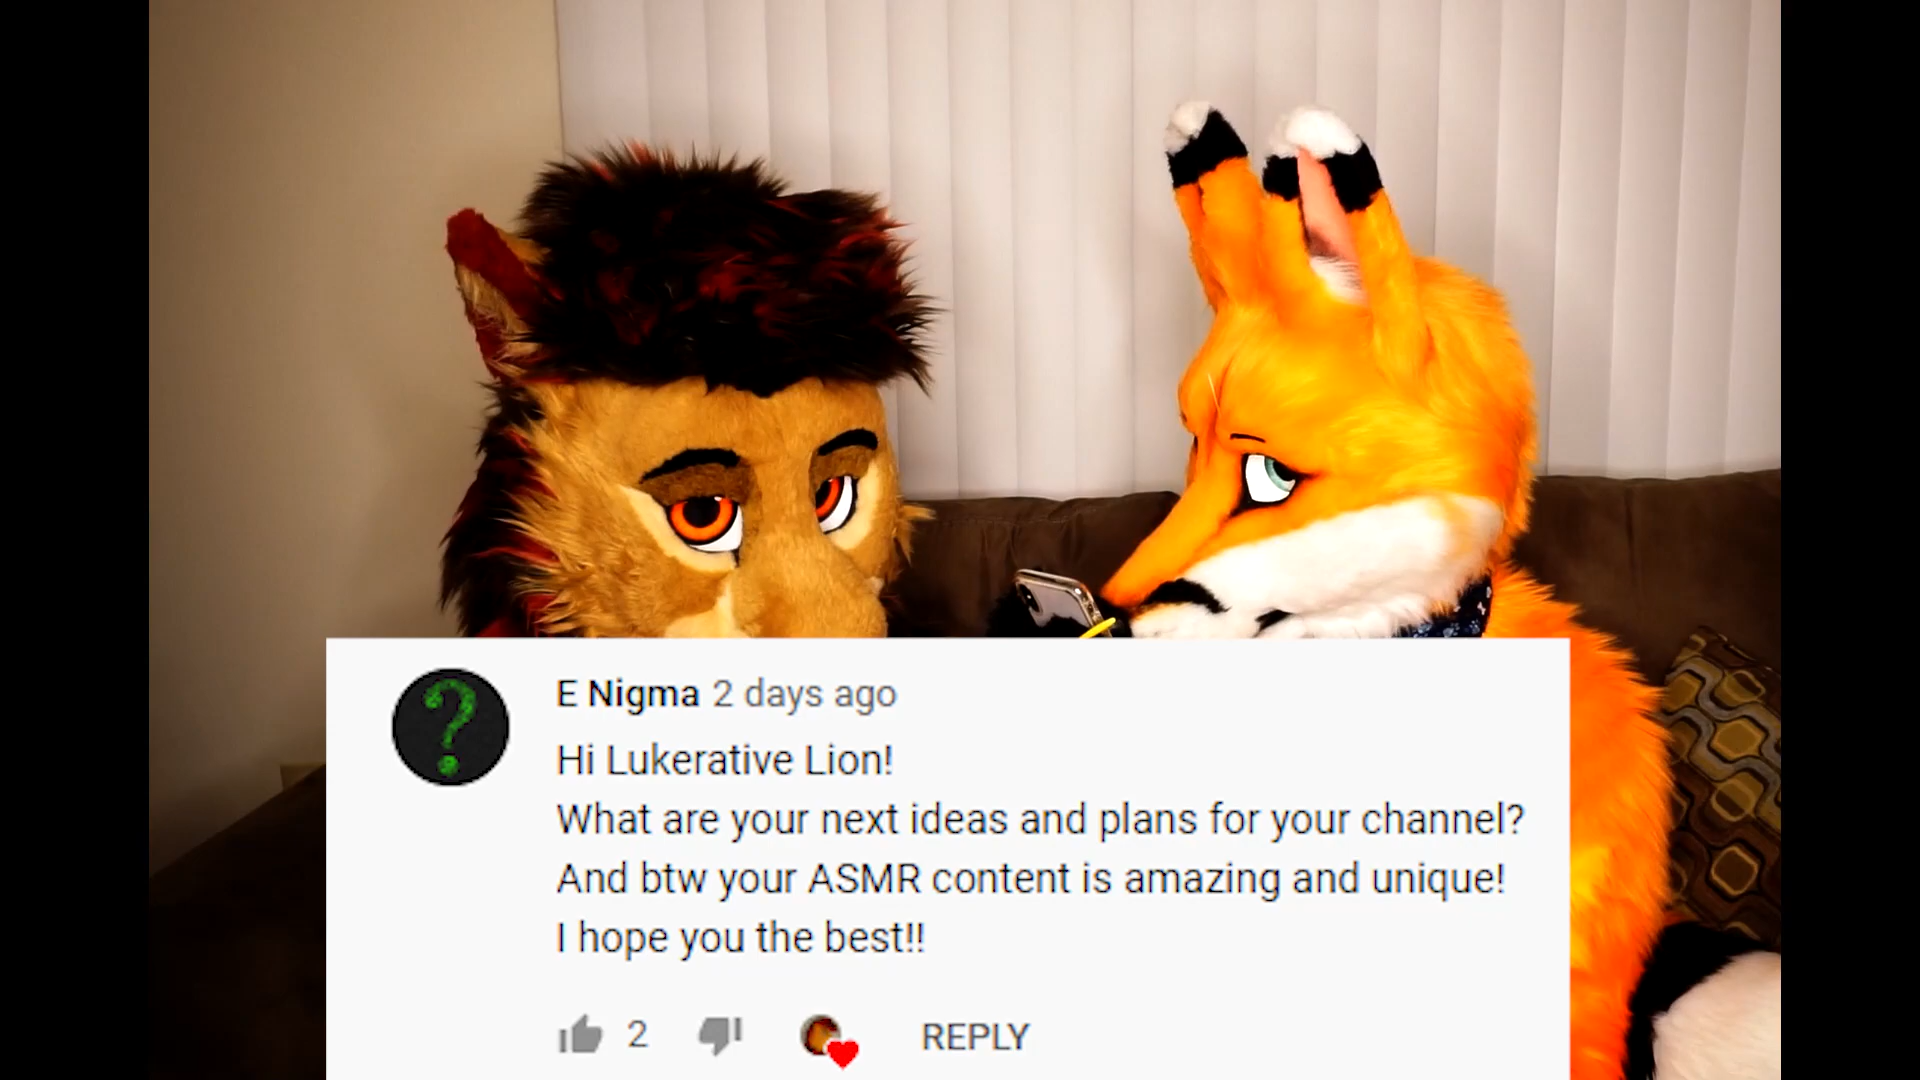 E Nigma 2 days ago
Hi Lukerative Lion!
What are your next ideas and plans for your channel?
And btw your ASMR content is amazing and unique!
I hope you the best!!
2
REPLY